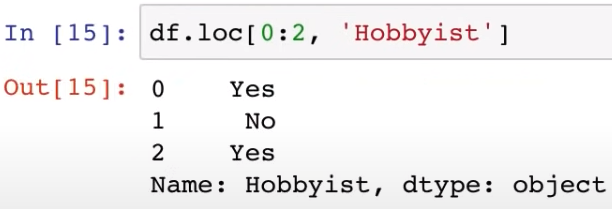 In [15]: df.loc[0:2, 'Hobbyist']
Out[15]: 0 Yes
1 No
2 Yes
Name: Hobbyist, dtype: object